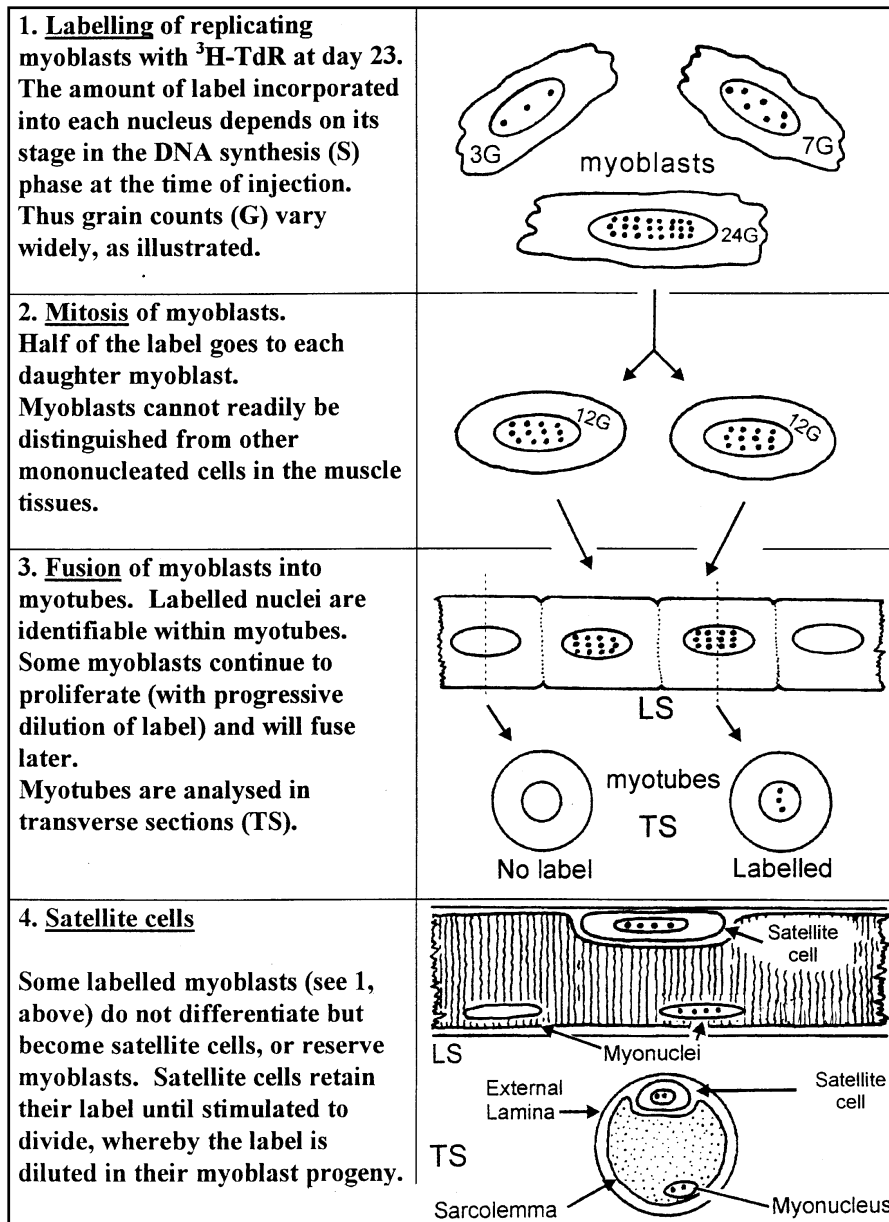 1. Labelling of replicating
myoblasts with ³H-TdR at day 23.
The amount of label incorporated
into each nucleus depends on its
stage in the DNA synthesis (S)
phase at the time of injection.
Thus grain counts (G) vary
widely, as illustrated.
3G
7G
myoblasts
24G
2. Mitosis of myoblasts.
Half of the label goes to each
daughter myoblast.
Myoblasts cannot readily be
distinguished from other
mononucleated cells in the muscle
tissues.
12G
12G
3. Fusion of myoblasts into
myotubes. Labelled nuclei are
identifiable within myotubes.
Some myoblasts continue to
proliferate (with progressive
dilution of label) and will fuse
later.
Myotubes are analysed in
transverse sections (TS).
LS
myotubes
TS
No label
Labelled
4. Satellite cells
Some labelled myoblasts (see 1,
above) do not differentiate but
become satellite cells, or reserve
myoblasts. Satellite cells retain
their label until stimulated to
divide, whereby the label is
diluted in their myoblast progeny.
Satellite
cell
LS
Myonuclei
External
Lamina
Satellite
cell
TS
Sarcolemma
Myonucleus